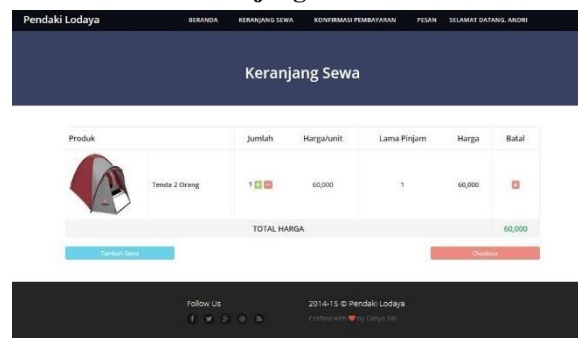 Pendaki Lodaya BERANDA KERANJANG SEWA KONFIRMASI PEMBAYARAN PESAN SELAMAT DATANG, ANDRI
Keranjang Sewa
Produk Jumlah Harga/unit Lama Pinjam Harga Batal
Tenda 2 Orang 1 60,000 1 60,000
TOTAL HARGA 60,000
Tambah Sewa Checkout
Follow Us 2014-15 © Pendaki Lodaya
Crafted with ❤ by